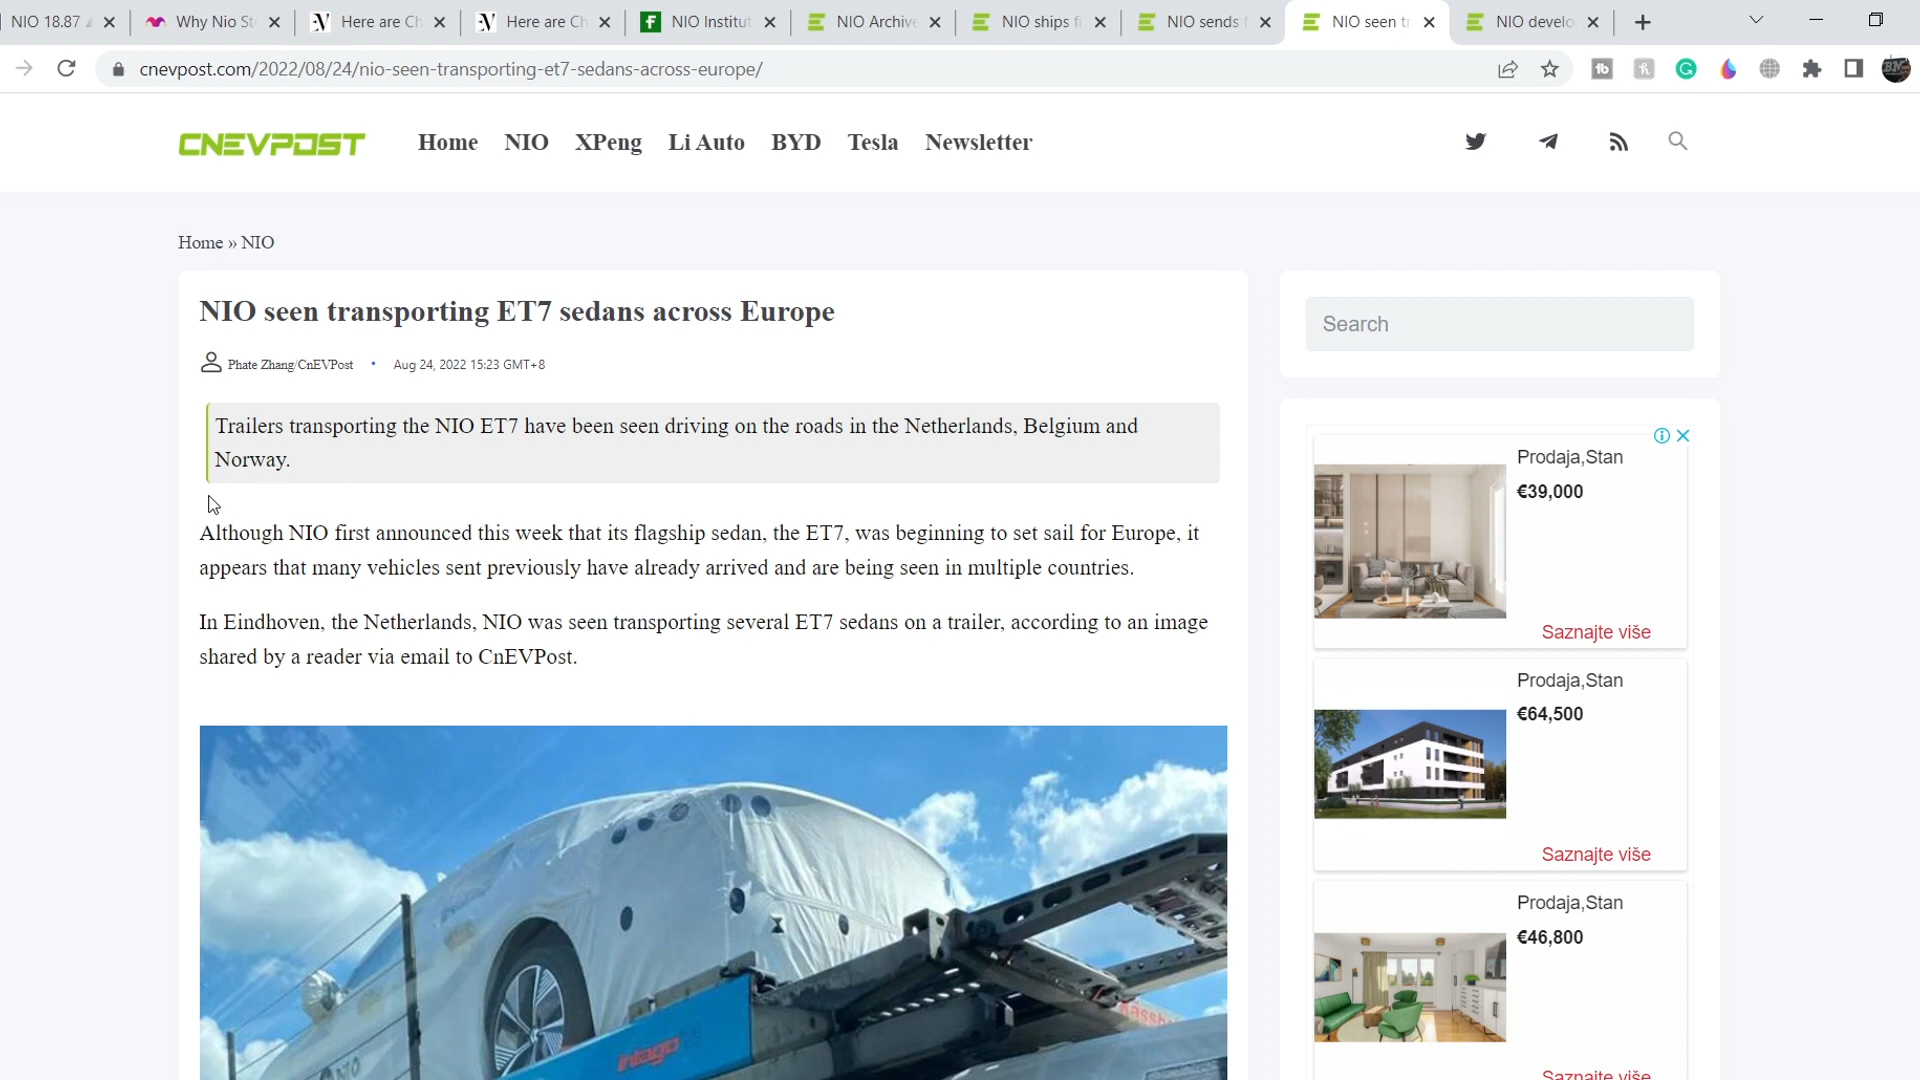 NIO 18.87
Why Nio St
Here are Ch
Here are Ch
NIO Institut
NIO Archive
NIO ships fi
NIO sends f
NIO seen tr
NIO develo
cnevpost.com/2022/08/24/nio-seen-transporting-et7-sedans-across-europe/
CNEVPOST
Home
NIO
XPeng
Li Auto
BYD
Tesla
Newsletter
Home » NIO
NIO seen transporting ET7 sedans across Europe
Phate Zhang/CnEVPost • Aug 24, 2022 15:23 GMT+8
Trailers transporting the NIO ET7 have been seen driving on the roads in the Netherlands, Belgium and
Norway.
Although NIO first announced this week that its flagship sedan, the ET7, was beginning to set sail for Europe, it
appears that many vehicles sent previously have already arrived and are being seen in multiple countries.
In Eindhoven, the Netherlands, NIO was seen transporting several ET7 sedans on a trailer, according to an image
shared by a reader via email to CnEVPost.
NIO
Search
Prodaja,Stan
€39,000
Saznajte više
Prodaja,Stan
€64,500
Saznajte više
Prodaja,Stan
€46,800
Saznajte više